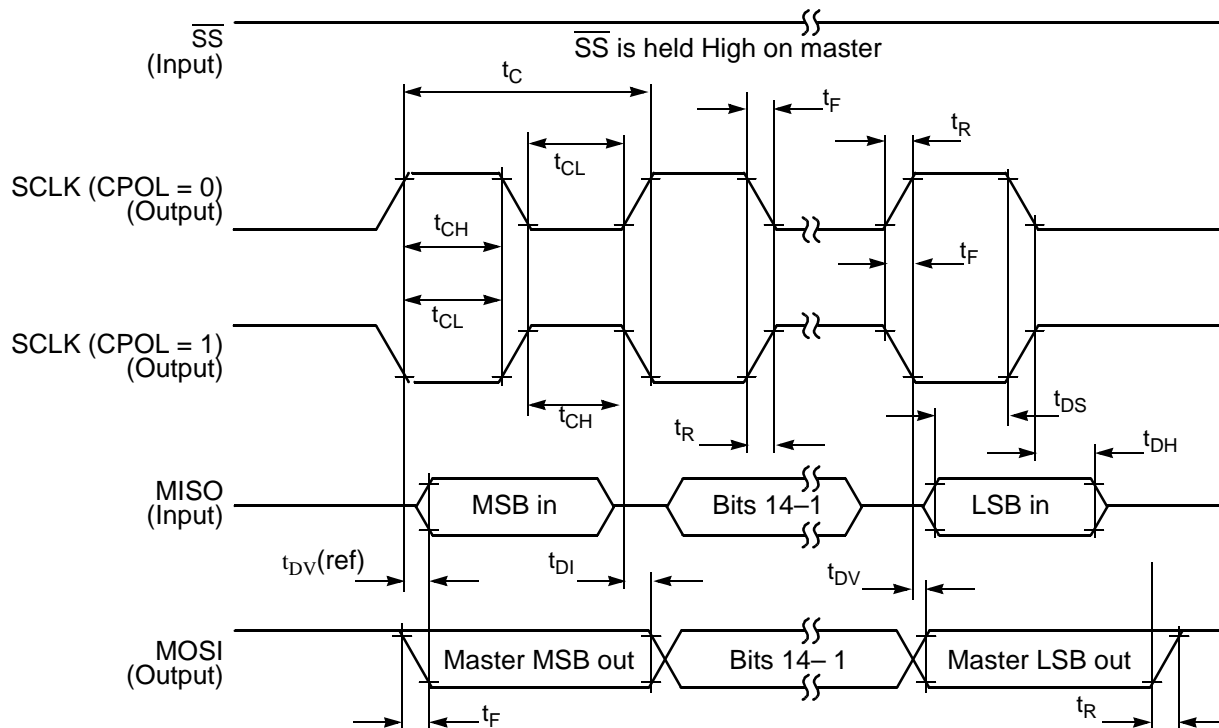 SS
(Input)
SS is held High on master
tC
tF
tR
tCL
SCLK (CPOL = 0)
(Output)
tCH
tF
tCL
SCLK (CPOL = 1)
(Output)
tCH
tR
tDS
tDH
MISO
(Input)
MSB in
Bits 14–1
LSB in
tDV(ref)
tDI
tDV
MOSI
(Output)
Master MSB out
Bits 14– 1
Master LSB out
tF
tR